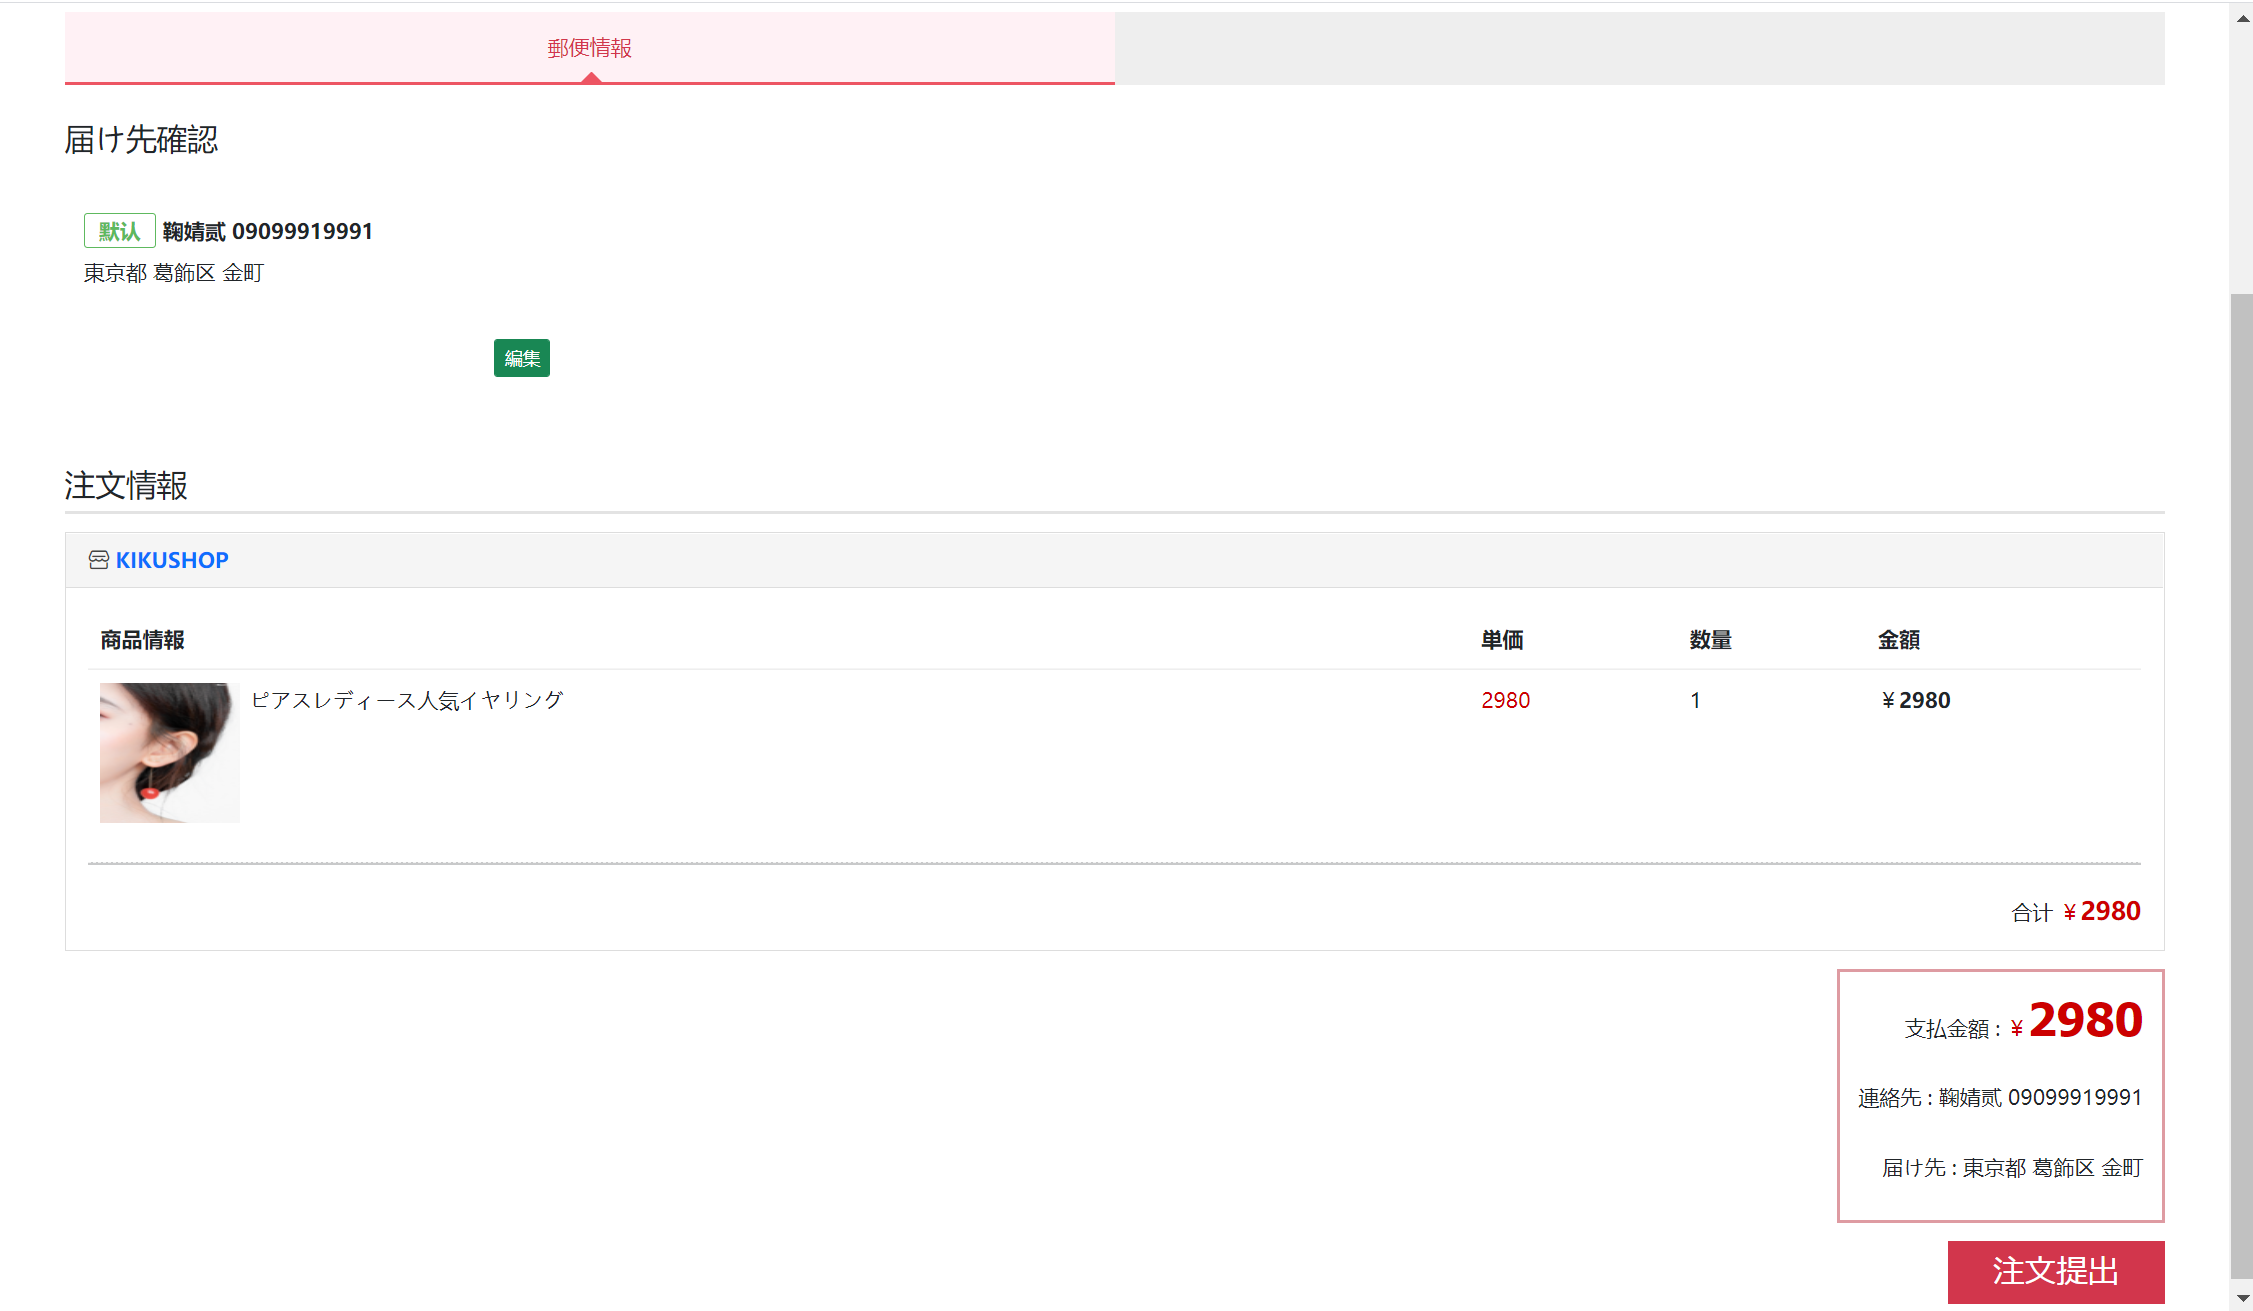 郵便情報
届け先確認
默认 鞠婧贰 09099919991
東京都 葛飾区 金町
編集
注文情報
KIKUSHOP
商品情報 単価 数量 金額
ピアスレディース人気イヤリング 2980 1 ￥2980
合计 ￥2980
支払金額 : ￥2980
連絡先 : 鞠婧贰 09099919991
届け先 : 東京都 葛飾区 金町
注文提出